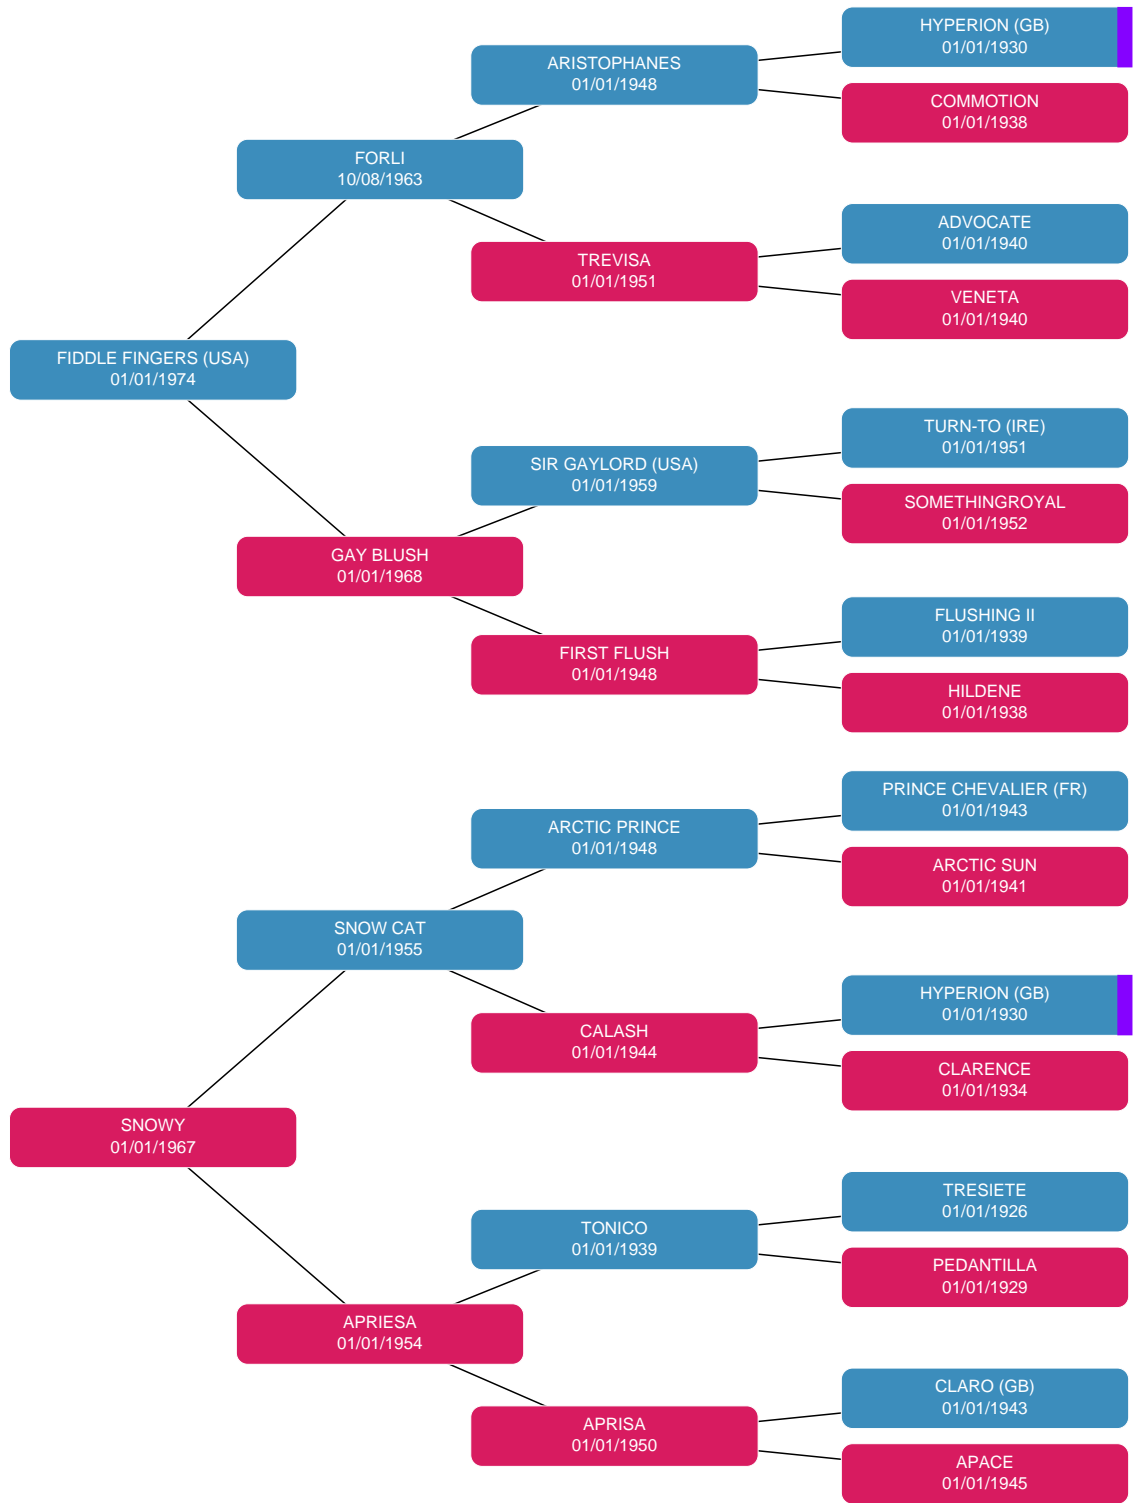 HYPERION (GB)
01/01/1930
ARISTOPHANES
01/01/1948
COMMOTION
01/01/1938
FORLI
10/08/1963
ADVOCATE
01/01/1940
TREVISA
01/01/1951
VENETA
01/01/1940
FIDDLE FINGERS (USA)
01/01/1974
TURN-TO (IRE)
01/01/1951
SIR GAYLORD (USA)
01/01/1959
SOMETHINGROYAL
01/01/1952
GAY BLUSH
01/01/1968
FLUSHING II
01/01/1939
FIRST FLUSH
01/01/1948
HILDENE
01/01/1938
PRINCE CHEVALIER (FR)
01/01/1943
ARCTIC PRINCE
01/01/1948
ARCTIC SUN
01/01/1941
SNOW CAT
01/01/1955
HYPERION (GB)
01/01/1930
CALASH
01/01/1944
CLARENCE
01/01/1934
SNOWY
01/01/1967
TRESIETE
01/01/1926
TONICO
01/01/1939
PEDANTILLA
01/01/1929
APRIESA
01/01/1954
CLARO (GB)
01/01/1943
APRISA
01/01/1950
APACE
01/01/1945